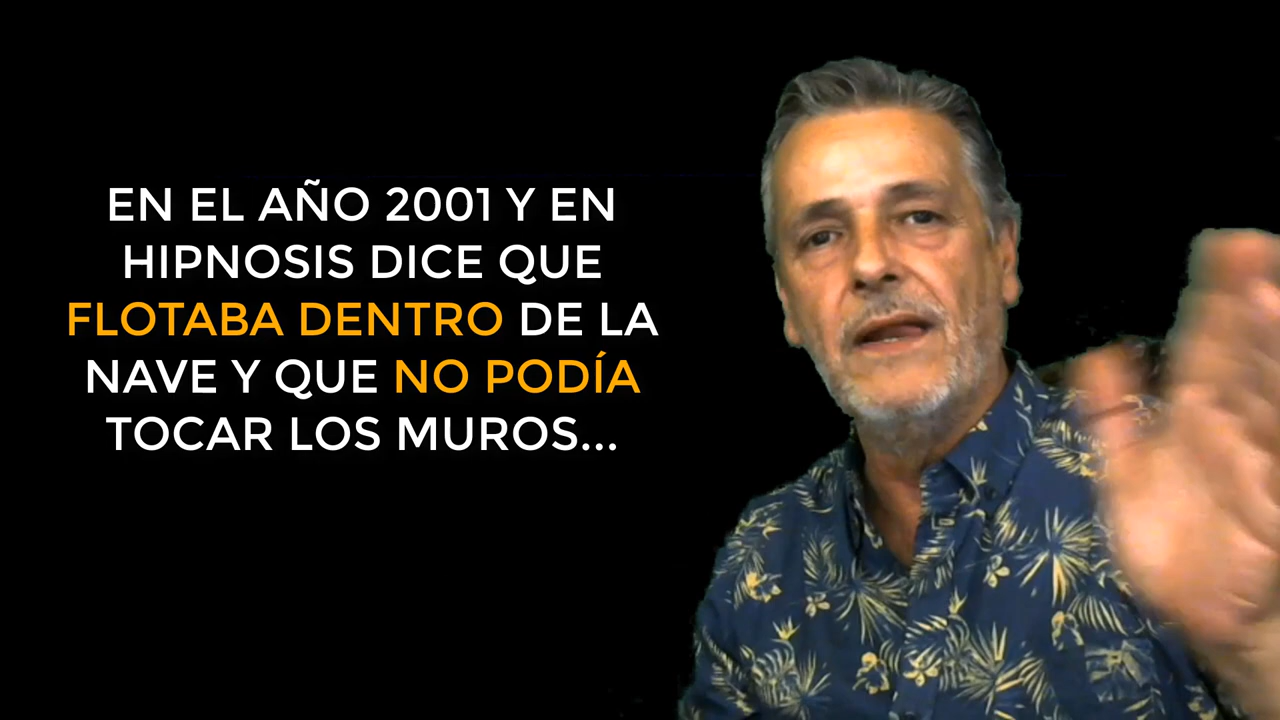 EN EL AÑO 2001 Y EN
HIPNOSIS DICE QUE
FLOTABA DENTRO DE LA
NAVE Y QUE NO PODÍA
TOCAR LOS MUROS...